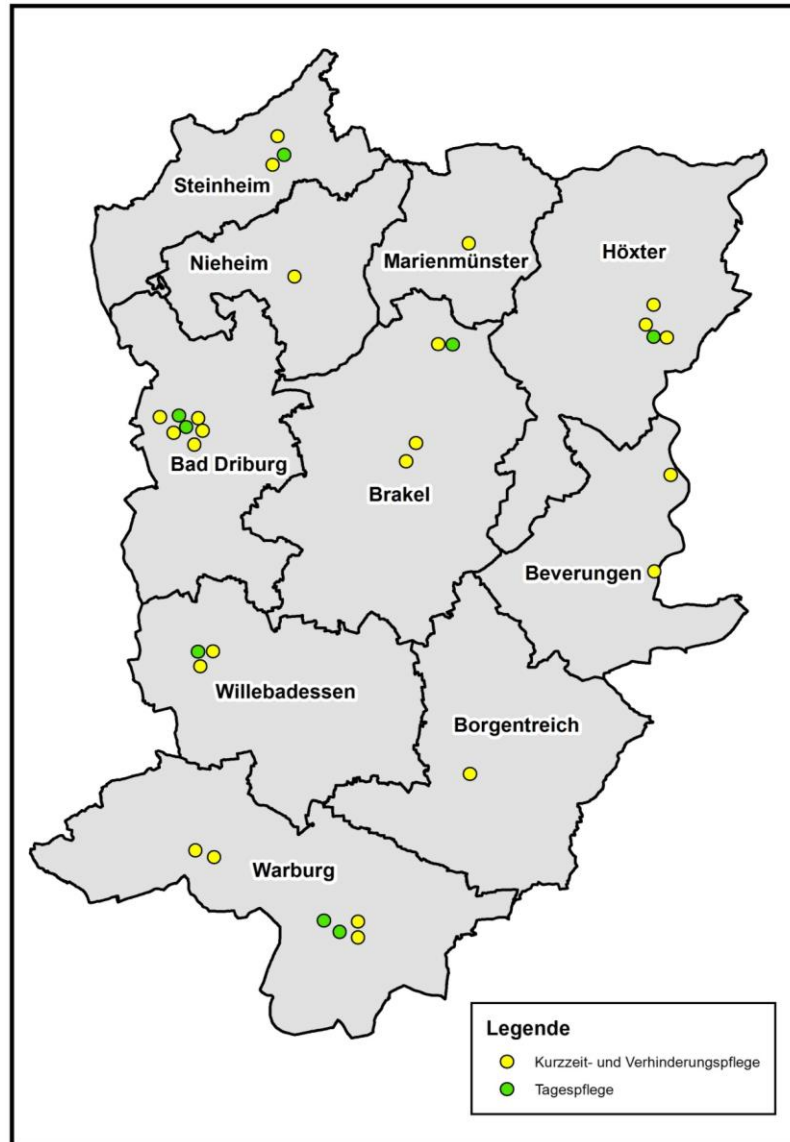 Steinheim
Nieheim
Marienmünster
Höxter
Bad Driburg
Brakel
Beverungen
Willebadessen
Borgentreich
Warburg
Legende
Kurzzeit- und Verhinderungspflege
Tagespflege